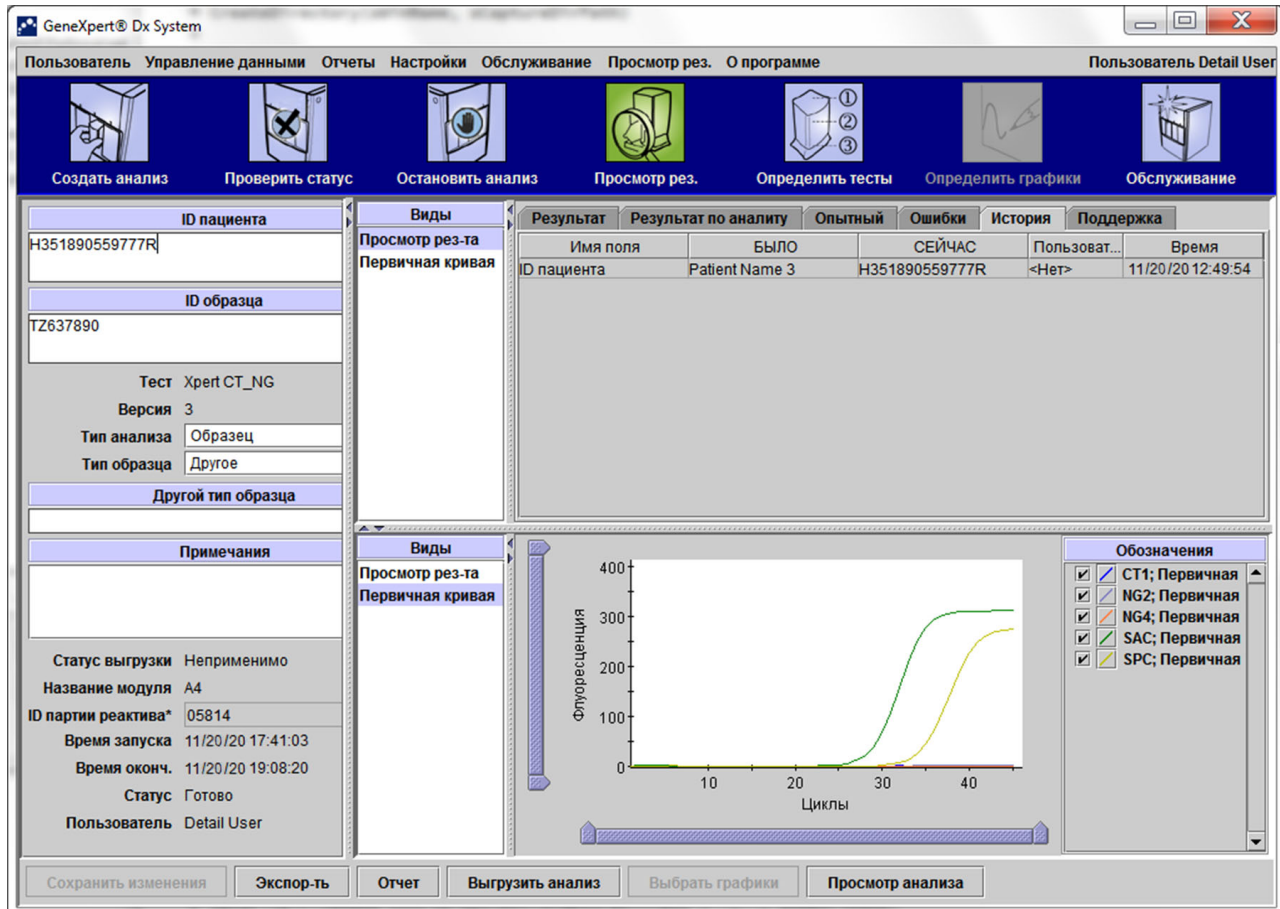 GeneXpert® Dx System
Пользователь Управление данными Отчеты Настройки Обслуживание Просмотр рез. О программе Пользователь Detail User
Создать анализ Проверить статус Остановить анализ Просмотр рез. Определить тесты Определить графики Обслуживание
ID пациента
H351890559777R
ID образца
TZ637890
Тест Xpert CT_NG
Версия 3
Тип анализа Образец
Тип образца Другое
Другой тип образца
Примечания
Статус выгрузки Неприменимо
Название модуля A4
ID партии реактива* 05814
Время запуска 11/20/20 17:41:03
Время оконч. 11/20/20 19:08:20
Статус Готово
Пользователь Detail User
Виды
Просмотр рез-та
Первичная кривая
Результат Результат по аналиту Опытный Ошибки История Поддержка
Имя поля БЫЛО СЕЙЧАС Пользоват... Время
ID пациента Patient Name 3 H351890559777R <Нет> 11/20/20 12:49:54
Виды
Просмотр рез-та
Первичная кривая
Флуоресценция
400
300
200
100
0
10 20 30 40
Циклы
Обозначения
CT1; Первичная
NG2; Первичная
NG4; Первичная
SAC; Первичная
SPC; Первичная
Сохранить изменения Экспор-ть Отчет Выгрузить анализ Выбрать графики Просмотр анализа